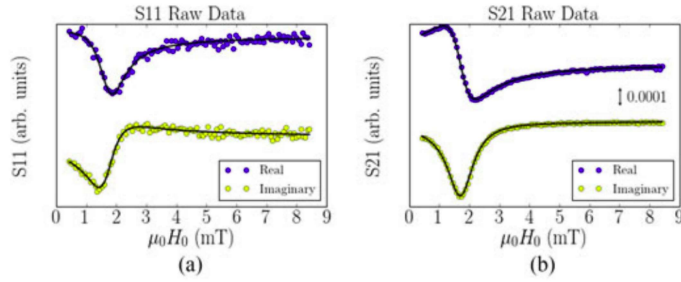 S11 Raw Data
S11 (arb. units)
Real
Imaginary
0 1 2 3 4 5 6 7 8 9
μ₀H₀ (mT)
(a)
S21 Raw Data
S21 (arb. units)
0.0001
Real
Imaginary
0 1 2 3 4 5 6 7 8 9
μ₀H₀ (mT)
(b)